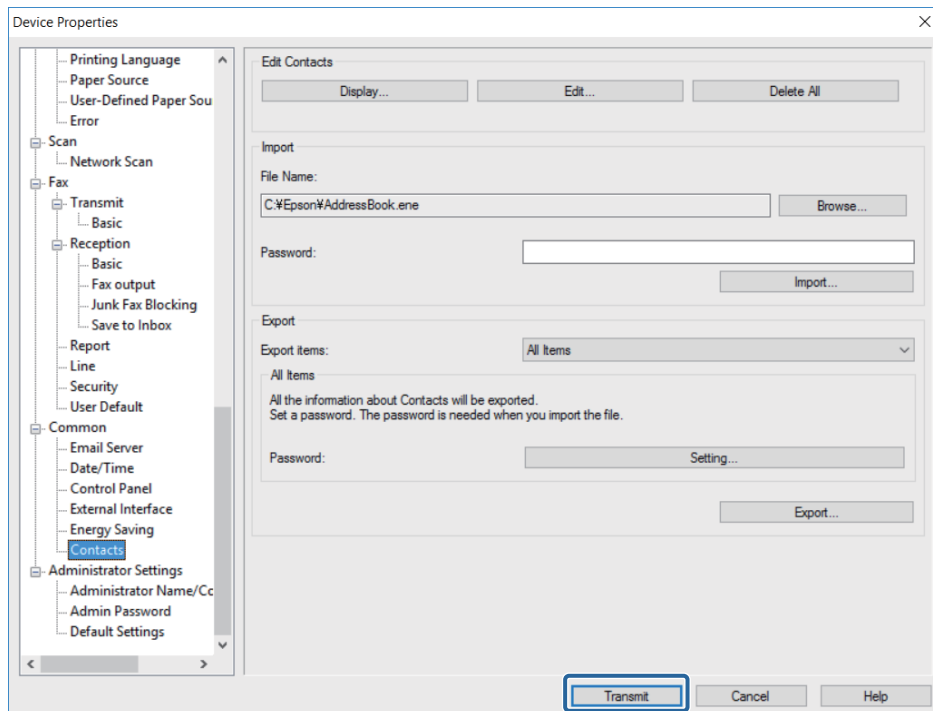 Device Properties
Printing Language
Paper Source
User-Defined Paper Sou
Error
Scan
Network Scan
Fax
Transmit
Basic
Reception
Basic
Fax output
Junk Fax Blocking
Save to Inbox
Report
Line
Security
User Default
Common
Email Server
Date/Time
Control Panel
External Interface
Energy Saving
Contacts
Administrator Settings
Administrator Name/Co
Admin Password
Default Settings
Edit Contacts
Display... Edit... Delete All
Import
File Name:
C:¥Epson¥AddressBook.ene Browse...
Password:
Import...
Export
Export items: All Items
All Items
All the information about Contacts will be exported.
Set a password. The password is needed when you import the file.
Password: Setting...
Export...
Transmit Cancel Help